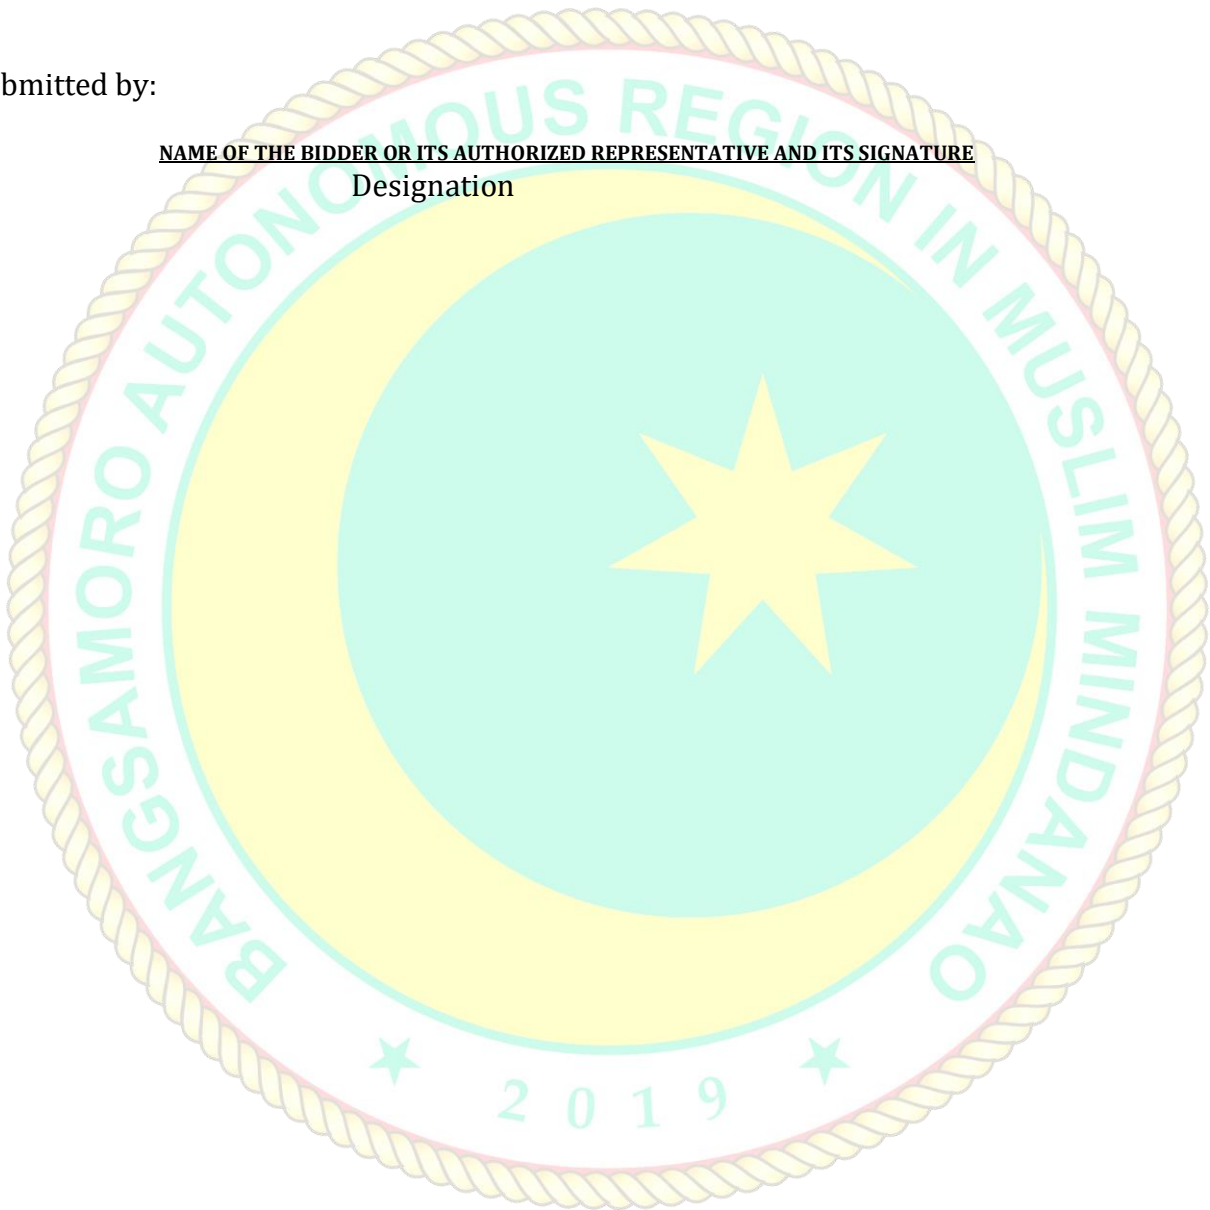 bmitted by:
NAME OF THE BIDDER OR ITS AUTHORIZED REPRESENTATIVE AND ITS SIGNATURE
Designation
BANGSAMORO AUTONOMOUS REGION IN MUSLIM MINDANAO
2019